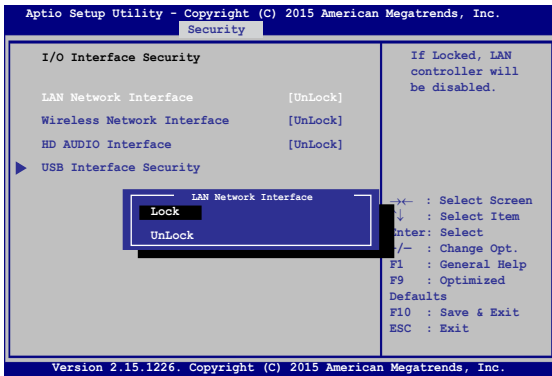 Aptio Setup Utility - Copyright (C) 2015 American Megatrends, Inc.
Security
I/O Interface Security
LAN Network Interface [UnLock]
Wireless Network Interface [UnLock]
HD AUDIO Interface [UnLock]
USB Interface Security
If Locked, LAN
controller will
be disabled.
LAN Network Interface
Lock
UnLock
→← : Select Screen
↓ : Select Item
Enter: Select
/— : Change Opt.
F1 : General Help
F9 : Optimized
Defaults
F10 : Save & Exit
ESC : Exit
Version 2.15.1226. Copyright (C) 2015 American Megatrends, Inc.